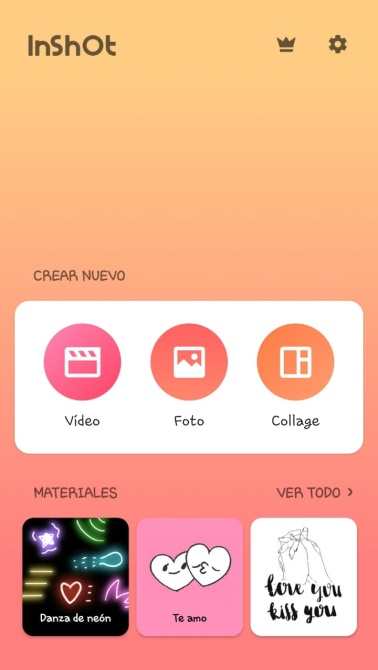 InShOt
CREAR NUEVO
Vídeo
Foto
Collage
MATERIALES
VER TODO
Danza de neón
Te amo
love you
kiss you